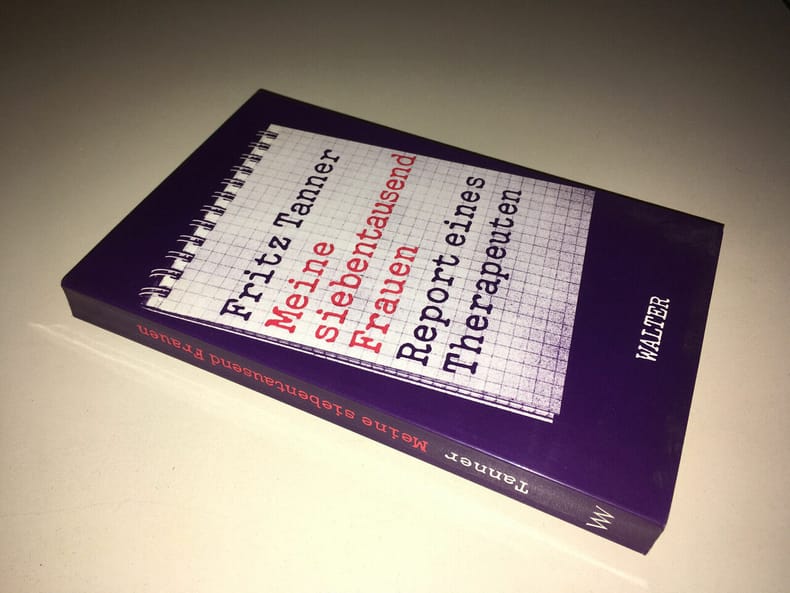 Fritz Tanner
Meine
siebentausend
Frauen
Report eines
Therapeuten
WALTER
Tanner Meine siebentausend Frauen
W